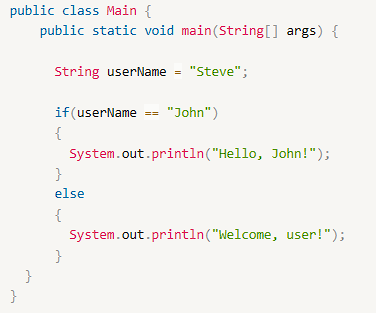 public class Main {
    public static void main(String[] args) {

      String userName = "Steve";

      if(userName == "John")
      {
        System.out.println("Hello, John!");
      }
      else
      {
        System.out.println("Welcome, user!");
      }
  }
}